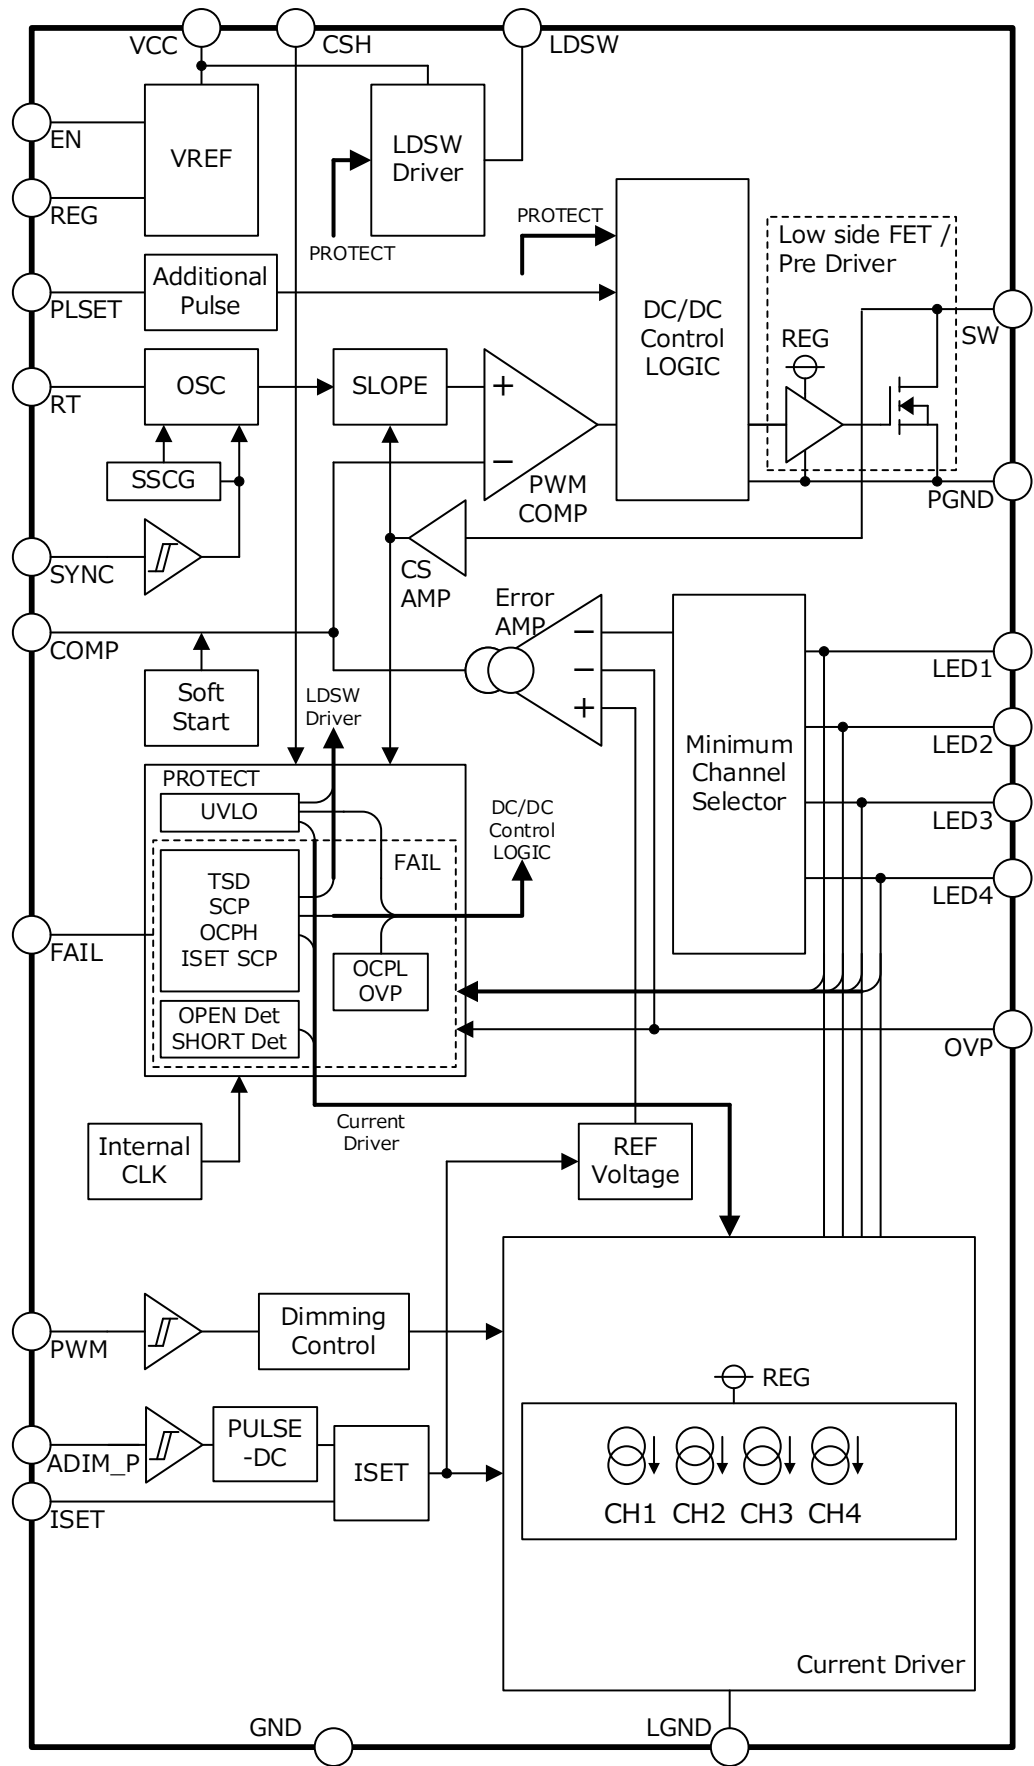 VCC
CSH
LDSW
EN
REG
VREF
LDSW
Driver
PROTECT
PROTECT
PLSET
Additional
Pulse
DC/DC
Control
LOGIC
Low side FET /
Pre Driver
REG
SW
RT
OSC
SLOPE
+
−
PWM
COMP
SSCG
PGND
SYNC
CS
AMP
COMP
Soft
Start
Error
AMP
−
−
+
Minimum
Channel
Selector
LED1
LED2
LED3
LED4
LDSW
Driver
PROTECT
UVLO
FAIL
DC/DC
Control
LOGIC
TSD
SCP
OCPH
ISET SCP
OCPL
OVP
OPEN Det
SHORT Det
FAIL
OVP
Internal
CLK
Current
Driver
REF
Voltage
PWM
Dimming
Control
ADIM_P
PULSE
-DC
ISET
ISET
REG
CH1 CH2 CH3 CH4
Current Driver
GND
LGND